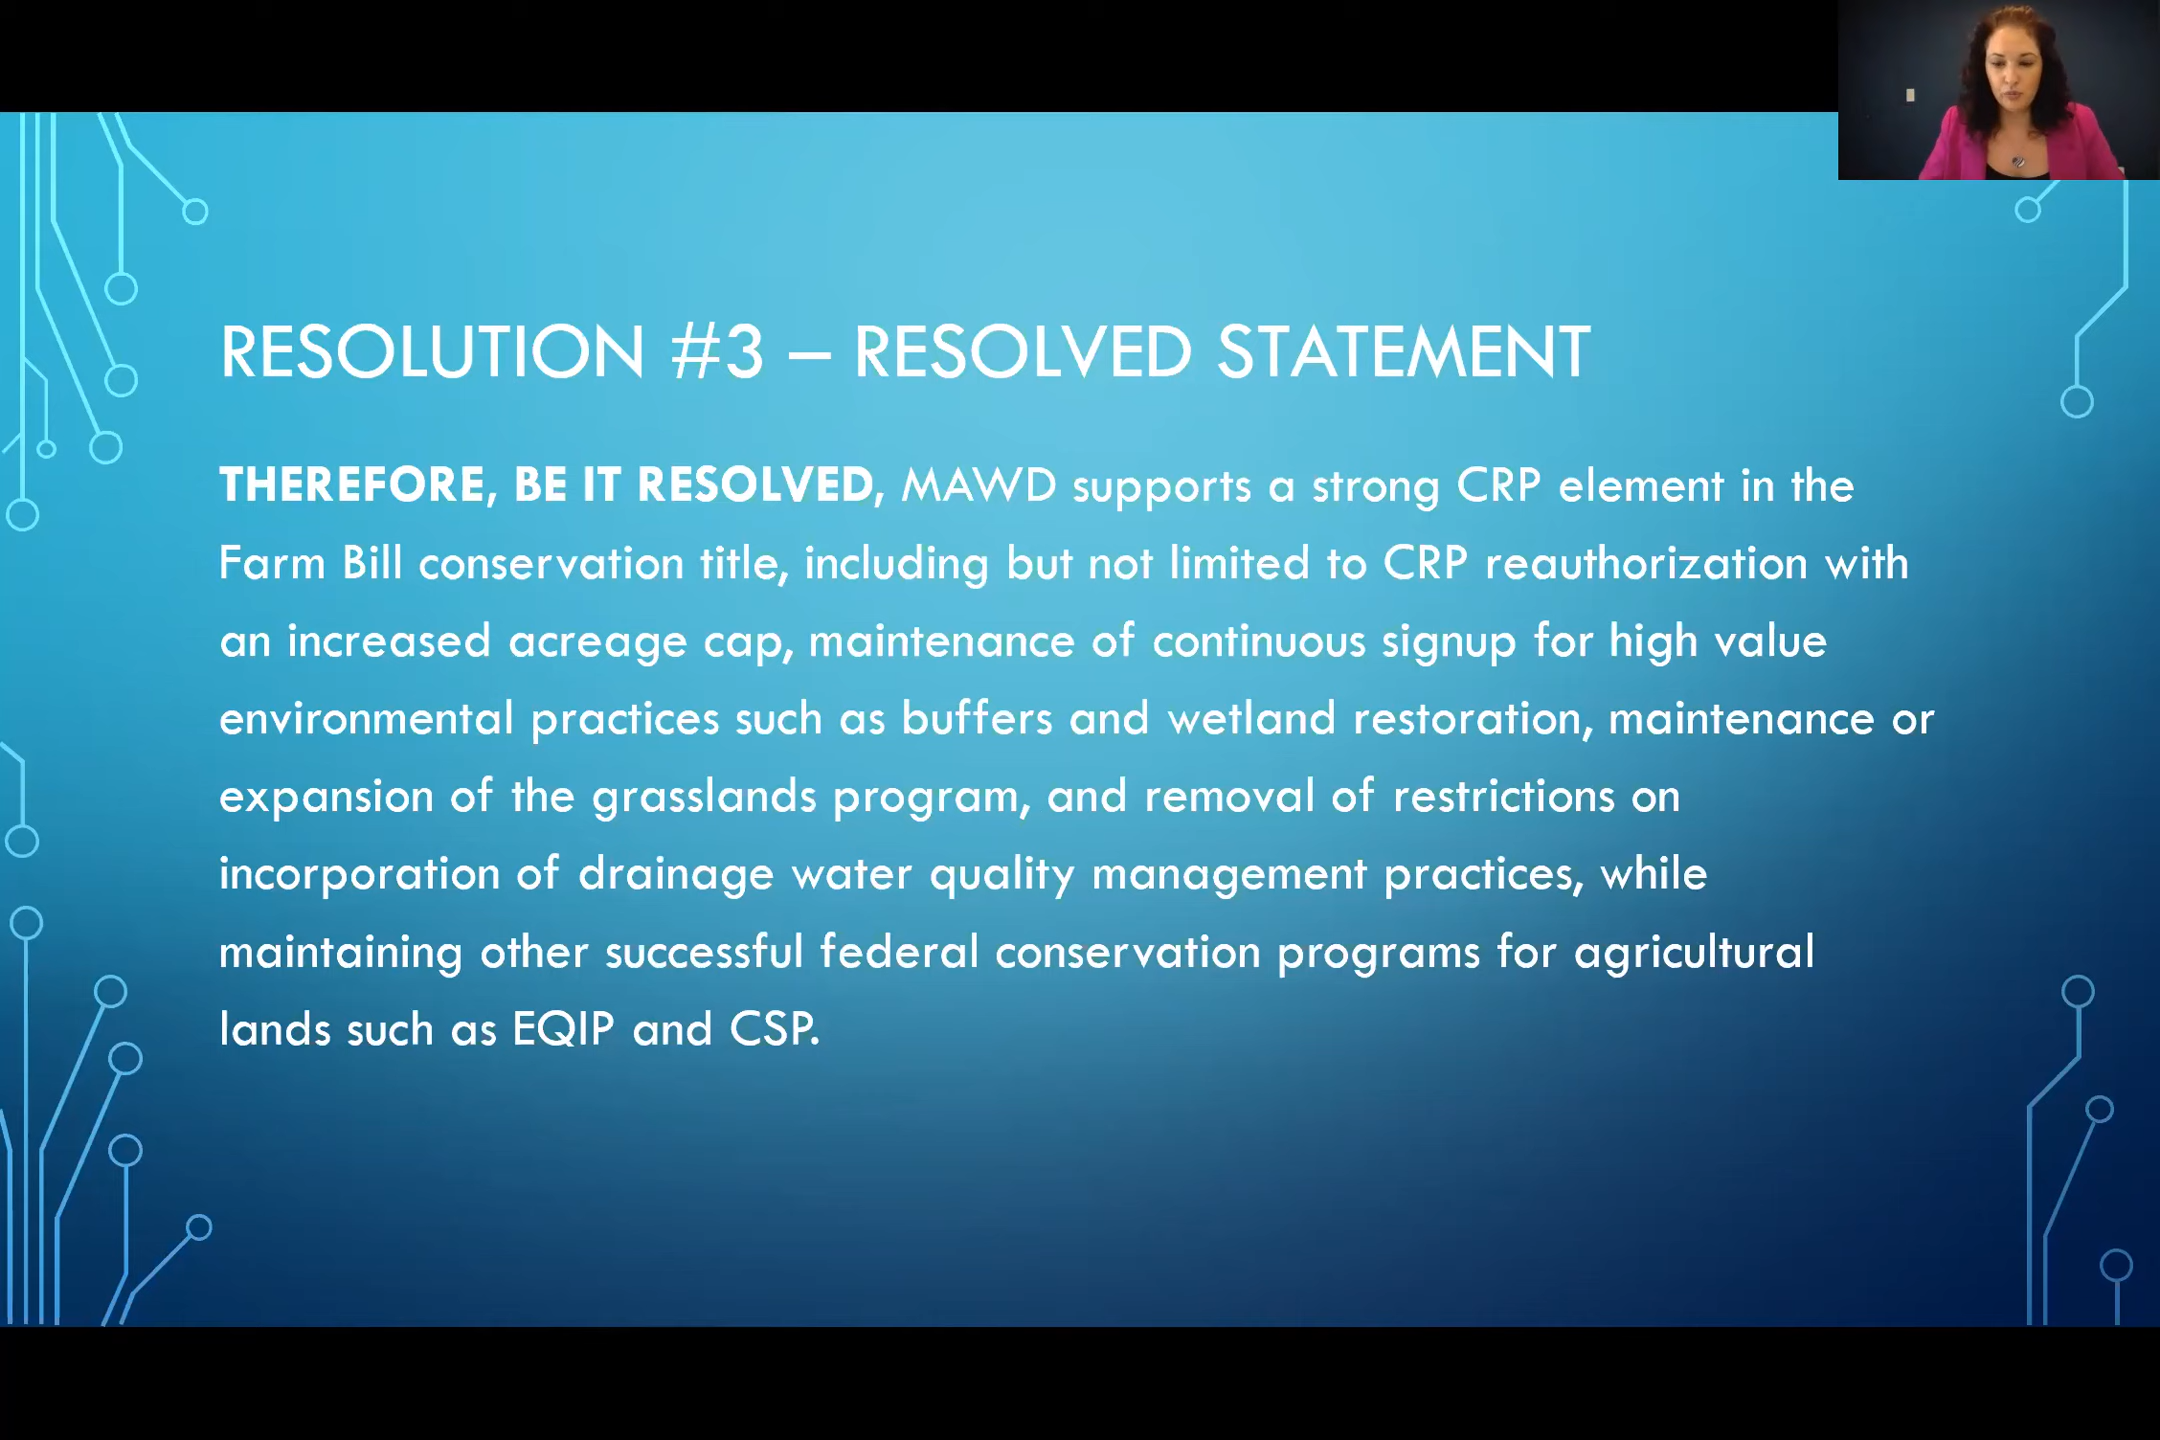 RESOLUTION #3 – RESOLVED STATEMENT
THEREFORE, BE IT RESOLVED, MAWD supports a strong CRP element in the
Farm Bill conservation title, including but not limited to CRP reauthorization with
an increased acreage cap, maintenance of continuous signup for high value
environmental practices such as buffers and wetland restoration, maintenance or
expansion of the grasslands program, and removal of restrictions on
incorporation of drainage water quality management practices, while
maintaining other successful federal conservation programs for agricultural
lands such as EQIP and CSP.